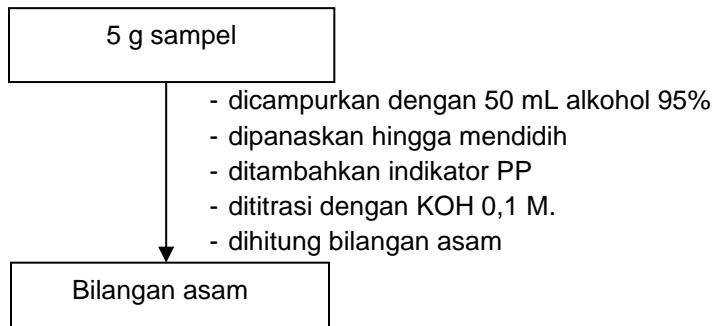 5 g sampel
- dicampurkan dengan 50 mL alkohol 95%
- dipanaskan hingga mendidih
- ditambahkan indikator PP
- dititrasi dengan KOH 0,1 M.
- dihitung bilangan asam
Bilangan asam